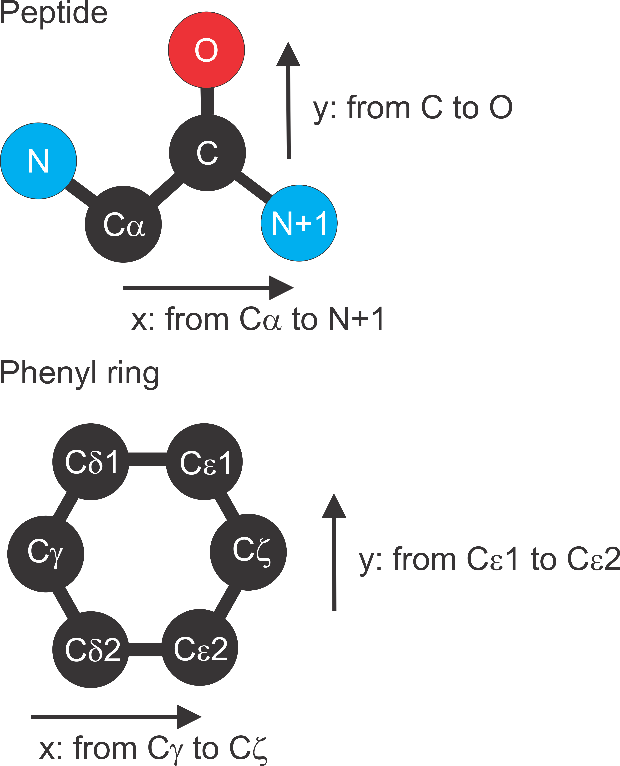 Peptide
O
y: from C to O
N
C
Cα
N+1
x: from Cα to N+1
Phenyl ring
Cδ1
Cε1
Cγ
Cζ
y: from Cε1 to Cε2
Cδ2
Cε2
x: from Cγ to Cζ